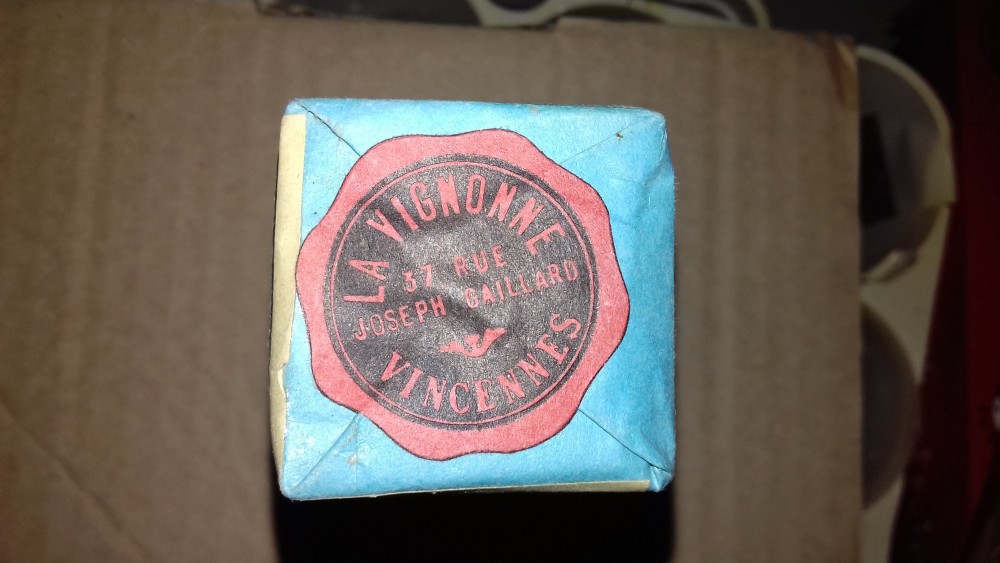 LA VIGNONNE
37 RUE
JOSEPH GAILLARD
VINCENNES